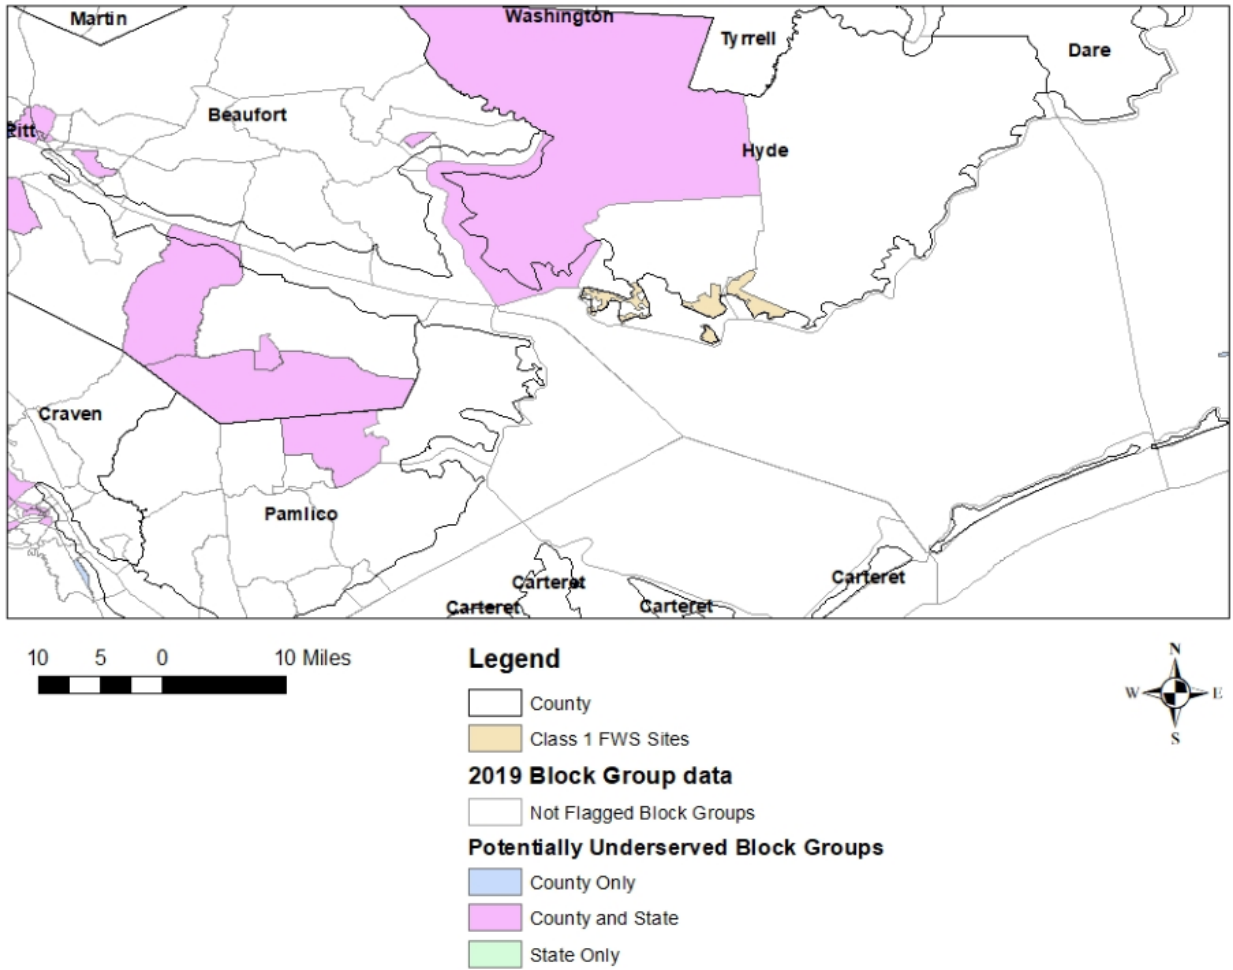 Martin
Washington
Tyrrell
Dare
Beaufort
Pitt
Hyde
Craven
Pamlico
Carteret
Carteret
Carteret
Carteret
10 5 0 10 Miles
Legend
County
Class 1 FWS Sites
2019 Block Group data
Not Flagged Block Groups
Potentially Underserved Block Groups
County Only
County and State
State Only
N
W E
S